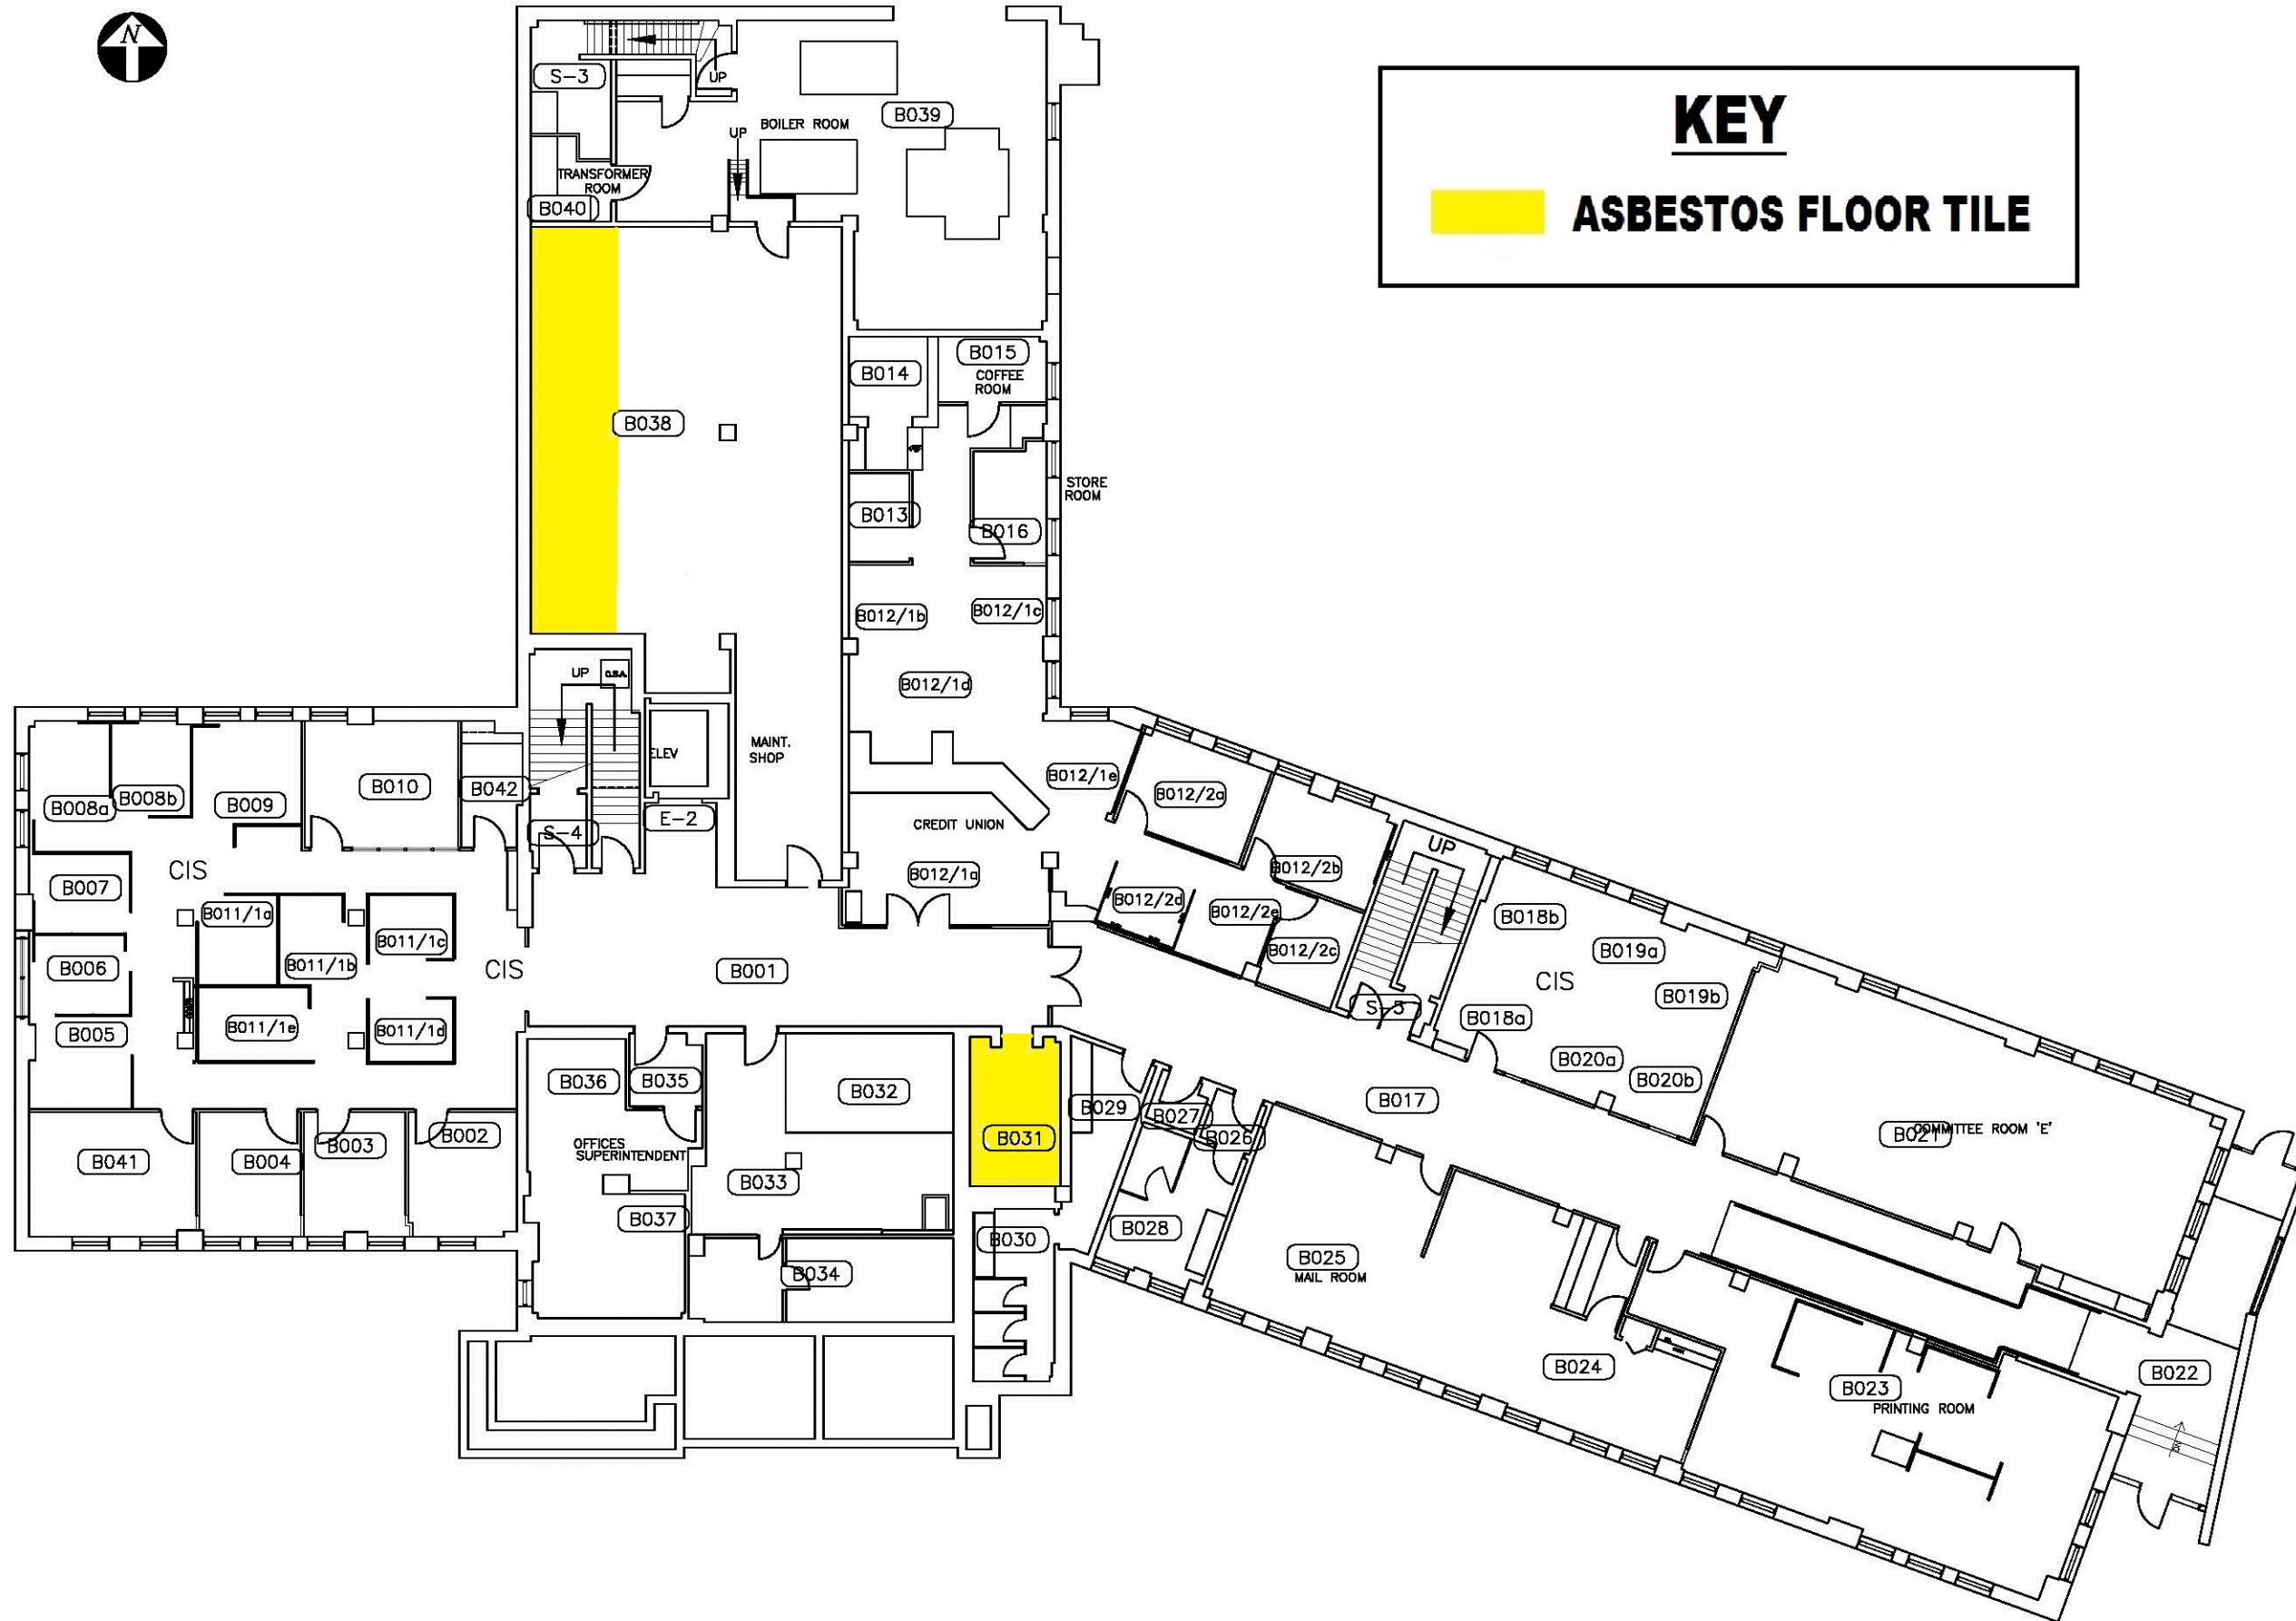 N
KEY
ASBESTOS FLOOR TILE
S-3
UP
UP
BOILER ROOM
B039
TRANSFORMER
ROOM
B040
B038
B014
B015
COFFEE
ROOM
B013
B016
STORE
ROOM
B012/1b
B012/1c
B012/1d
UP
O.S.A.
ELEV
MAINT.
SHOP
E-2
S-4
B042
B010
B009
B008b
B008a
CIS
B007
B006
B005
B011/1a
B011/1b
B011/1c
B011/1d
B011/1e
CIS
B001
CREDIT UNION
B012/1a
B012/1e
B012/2a
B012/2b
B012/2d
B012/2e
B012/2c
UP
S-5
B018b
B019a
CIS
B019b
B018a
B020a
B020b
B017
B021
COMMITTEE ROOM 'E'
B041
B004
B003
B002
B036
B035
OFFICES
SUPERINTENDENT
B037
B032
B033
B034
B031
B030
B029
B027
B026
B028
B025
MAIL ROOM
B024
B023
PRINTING ROOM
B022